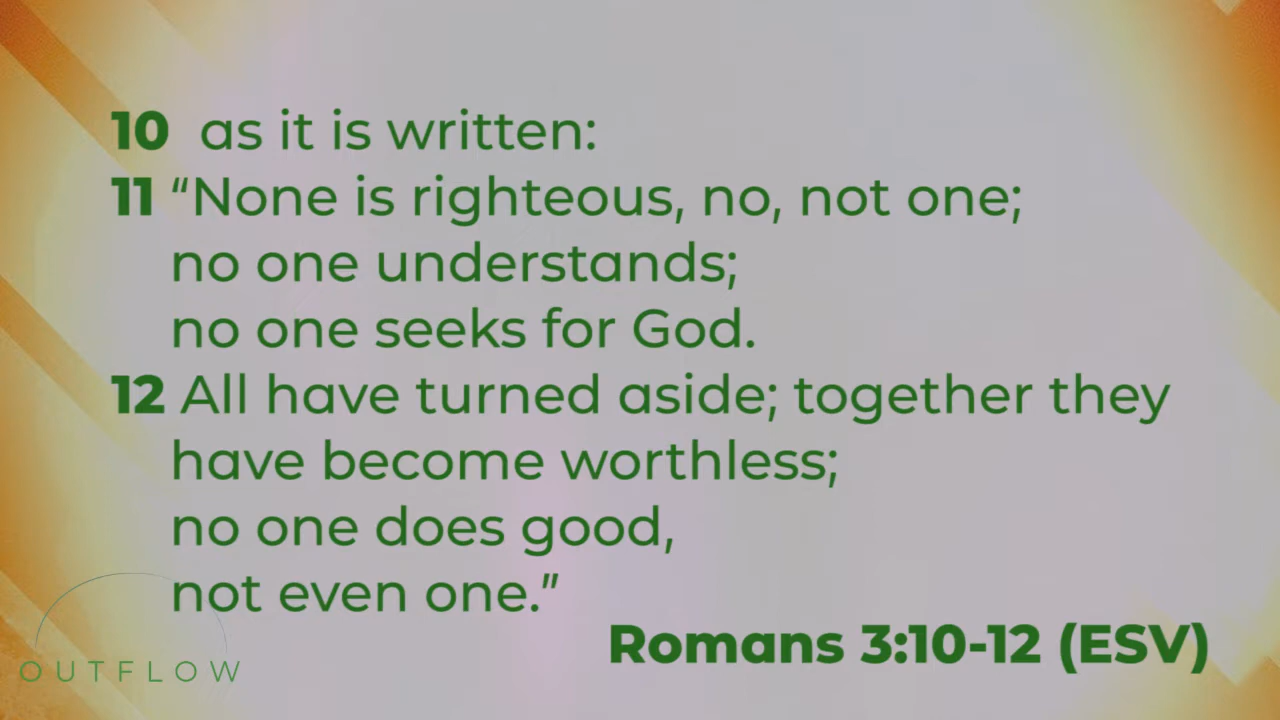 10 as it is written:
11 “None is righteous, no, not one;
no one understands;
no one seeks for God.
12 All have turned aside; together they
have become worthless;
no one does good,
not even one.”
Romans 3:10-12 (ESV)
OUTFLOW